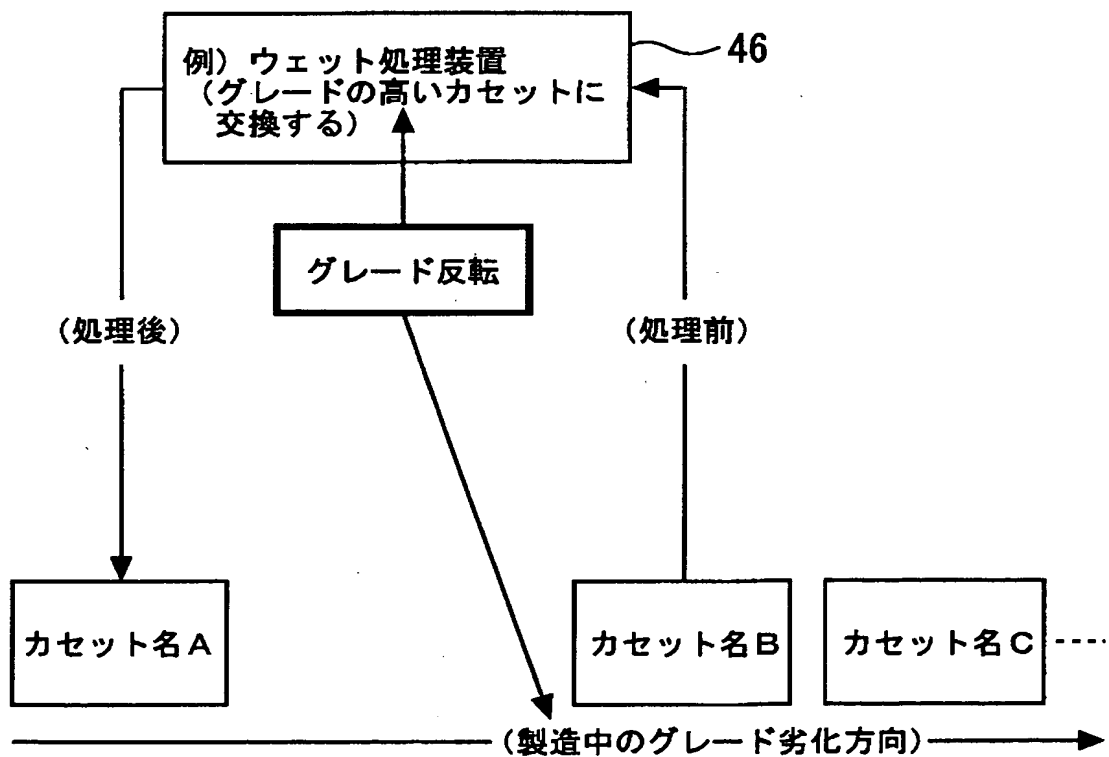 例）ウェット処理装置
（グレードの高いカセットに
交換する）
46
グレード反転
（処理後）
（処理前）
カセット名A
カセット名B
カセット名C
（製造中のグレード劣化方向）